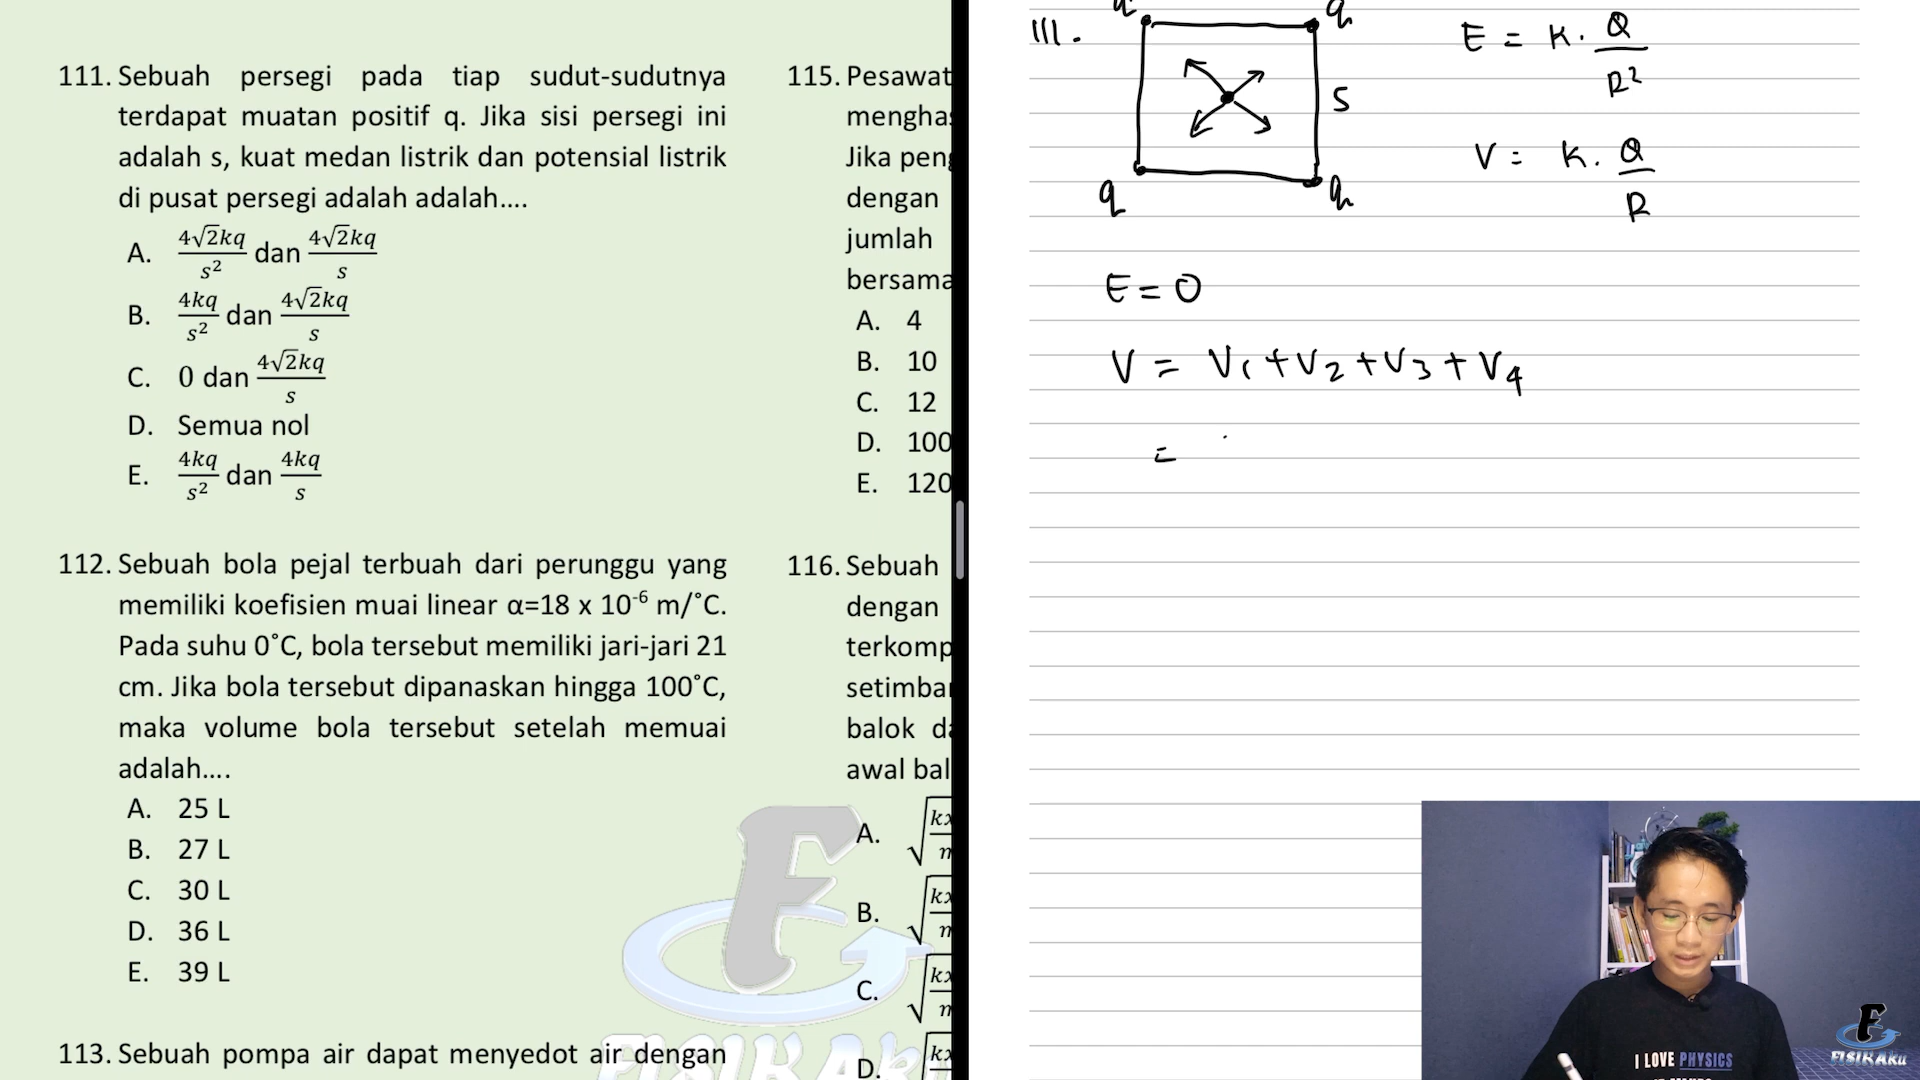 111. Sebuah persegi pada tiap sudut-sudutnya
terdapat muatan positif q. Jika sisi persegi ini
adalah s, kuat medan listrik dan potensial listrik
di pusat persegi adalah adalah....
A. 4√2kq/s² dan 4√2kq/s
B. 4kq/s² dan 4√2kq/s
C. 0 dan 4√2kq/s
D. Semua nol
E. 4kq/s² dan 4kq/s
112. Sebuah bola pejal terbuah dari perunggu yang
memiliki koefisien muai linear α=18 x 10⁻⁶ m/˚C.
Pada suhu 0˚C, bola tersebut memiliki jari-jari 21
cm. Jika bola tersebut dipanaskan hingga 100˚C,
maka volume bola tersebut setelah memuai
adalah....
A. 25 L
B. 27 L
C. 30 L
D. 36 L
E. 39 L
113. Sebuah pompa air dapat menyedot air dengan
115. Pesawat
mengha
Jika pen
dengan
jumlah
bersama
A. 4
B. 10
C. 12
D. 100
E. 120
116. Sebuah
dengan
terkomp
setimba
balok d
awal bal
A. √kx
B. √kx
C. √kx
D. kx
FISIKAku
111.
q q
S
q q
E = K. Q/R²
V = K. Q/R
E = 0
V = V1 + V2 + V3 + V4
=
I LOVE PHYSICS
FISIKAku